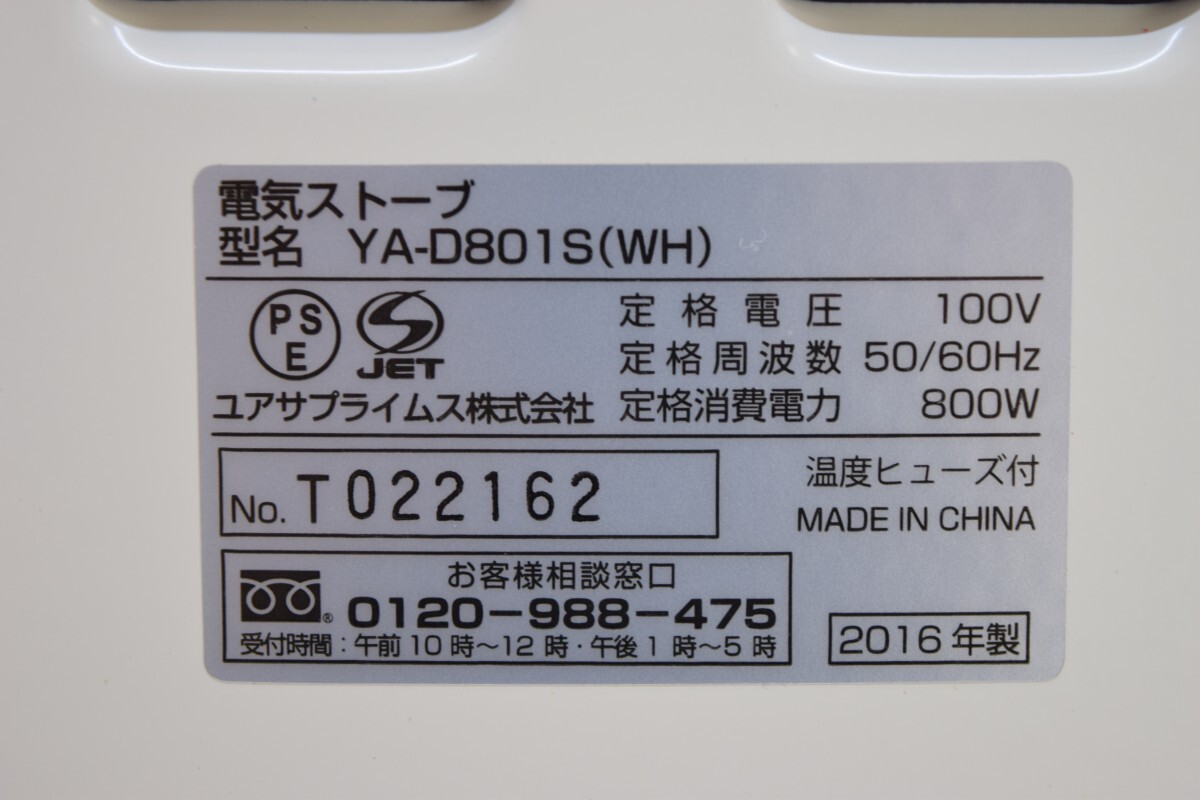 電気ストーブ
型名 YA-D801S(WH)
PS
E
JET
定格電圧 100V
定格周波数 50/60Hz
ユアサプライムス株式会社 定格消費電力 800W
No. T022162
温度ヒューズ付
MADE IN CHINA
お客様相談窓口
® 0120-988-475
受付時間：午前10時～12時・午後1時～5時
2016年製